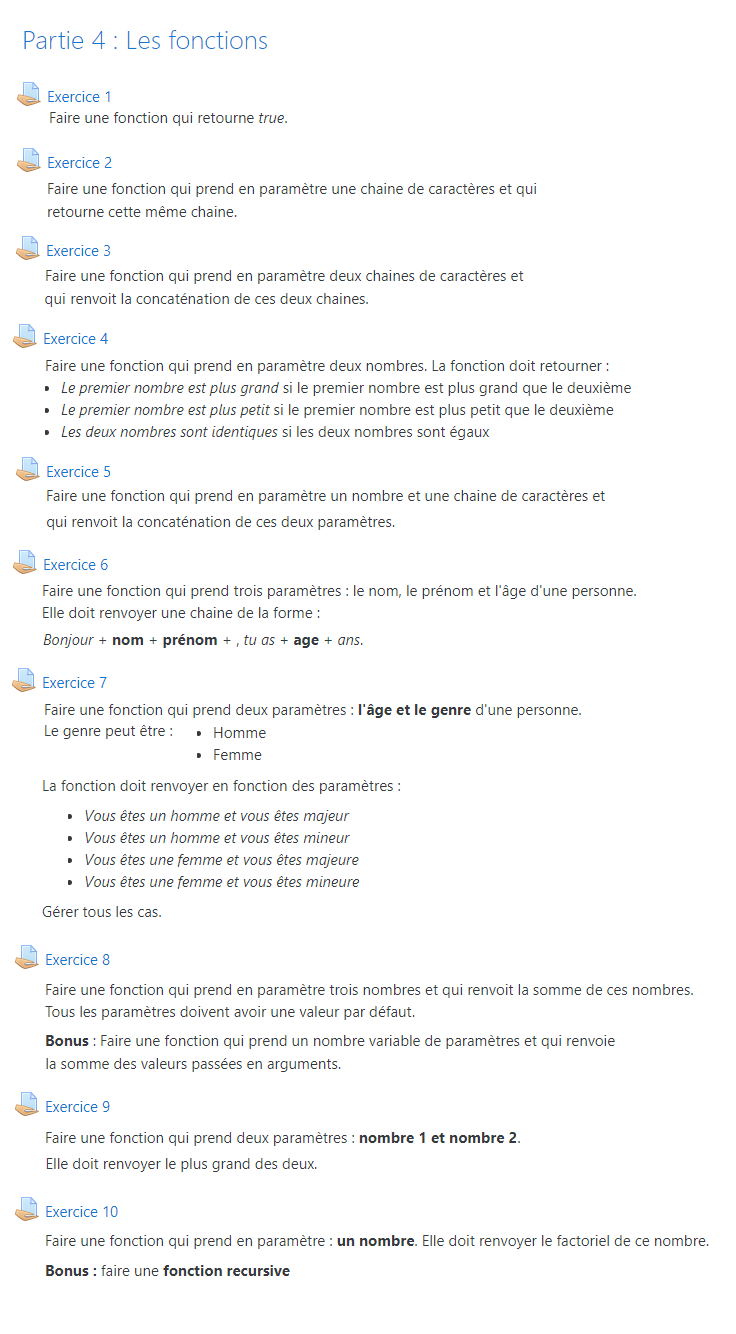 Partie 4 : Les fonctions
Exercice 1
Faire une fonction qui retourne true.
Exercice 2
Faire une fonction qui prend en paramètre une chaine de caractères et qui
retourne cette même chaine.
Exercice 3
Faire une fonction qui prend en paramètre deux chaines de caractères et
qui renvoit la concaténation de ces deux chaines.
Exercice 4
Faire une fonction qui prend en paramètre deux nombres. La fonction doit retourner :
• Le premier nombre est plus grand si le premier nombre est plus grand que le deuxième
• Le premier nombre est plus petit si le premier nombre est plus petit que le deuxième
• Les deux nombres sont identiques si les deux nombres sont égaux
Exercice 5
Faire une fonction qui prend en paramètre un nombre et une chaine de caractères et
qui renvoit la concaténation de ces deux paramètres.
Exercice 6
Faire une fonction qui prend trois paramètres : le nom, le prénom et l'âge d'une personne.
Elle doit renvoyer une chaine de la forme :
Bonjour + nom + prénom + , tu as + age + ans.
Exercice 7
Faire une fonction qui prend deux paramètres : l'âge et le genre d'une personne.
Le genre peut être :
• Homme
• Femme
La fonction doit renvoyer en fonction des paramètres :
• Vous êtes un homme et vous êtes majeur
• Vous êtes un homme et vous êtes mineur
• Vous êtes une femme et vous êtes majeure
• Vous êtes une femme et vous êtes mineure
Gérer tous les cas.
Exercice 8
Faire une fonction qui prend en paramètre trois nombres et qui renvoit la somme de ces nombres.
Tous les paramètres doivent avoir une valeur par défaut.
Bonus : Faire une fonction qui prend un nombre variable de paramètres et qui renvoie
la somme des valeurs passées en arguments.
Exercice 9
Faire une fonction qui prend deux paramètres : nombre 1 et nombre 2.
Elle doit renvoyer le plus grand des deux.
Exercice 10
Faire une fonction qui prend en paramètre : un nombre. Elle doit renvoyer le factoriel de ce nombre.
Bonus : faire une fonction recursive